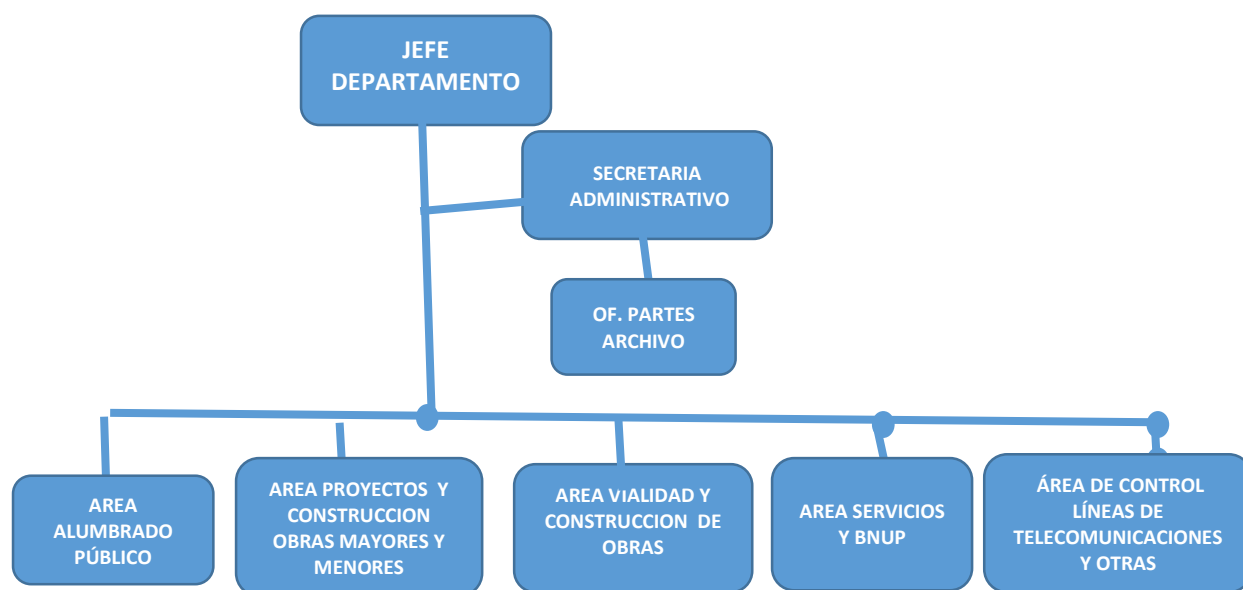 JEFE
DEPARTAMENTO
SECRETARIA
ADMINISTRATIVO
OF. PARTES
ARCHIVO
AREA
ALUMBRADO
PÚBLICO
AREA PROYECTOS Y
CONSTRUCCION
OBRAS MAYORES Y
MENORES
AREA VIALIDAD Y
CONSTRUCCION DE
OBRAS
AREA SERVICIOS
Y BNUP
ÁREA DE CONTROL
LÍNEAS DE
TELECOMUNICACIONES
Y OTRAS